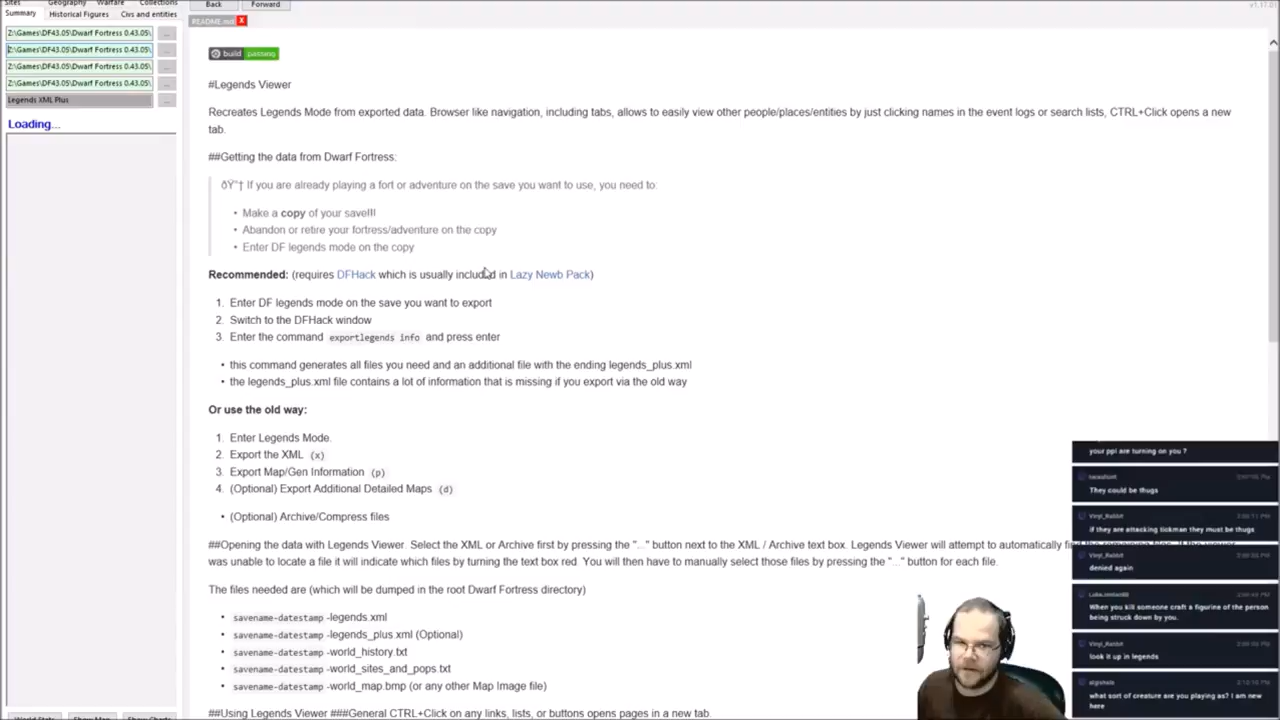 Sites Geography Warfare Collections
Summary Historical Figures Civs and entities
Back Forward
v1.17.01
README.md X
Z:\Games\DF43.05\Dwarf Fortress 0.43.05\ ...
Z:\Games\DF43.05\Dwarf Fortress 0.43.05\ ...
Z:\Games\DF43.05\Dwarf Fortress 0.43.05\ ...
Z:\Games\DF43.05\Dwarf Fortress 0.43.05\ ...
Legends XML Plus ...
Loading...
build passing
#Legends Viewer
Recreates Legends Mode from exported data. Browser like navigation, including tabs, allows to easily view other people/places/entities by just clicking names in the event logs or search lists, CTRL+Click opens a new
tab.
##Getting the data from Dwarf Fortress:
ðŸ"† If you are already playing a fort or adventure on the save you want to use, you need to:
• Make a copy of your save!!!
• Abandon or retire your fortress/adventure on the copy
• Enter DF legends mode on the copy
Recommended: (requires DFHack which is usually included in Lazy Newb Pack)
1. Enter DF legends mode on the save you want to export
2. Switch to the DFHack window
3. Enter the command exportlegends info and press enter
• this command generates all files you need and an additional file with the ending legends_plus.xml
• the legends_plus.xml file contains a lot of information that is missing if you export via the old way
Or use the old way:
1. Enter Legends Mode.
2. Export the XML (x)
3. Export Map/Gen Information (p)
4. (Optional) Export Additional Detailed Maps (d)
• (Optional) Archive/Compress files
##Opening the data with Legends Viewer. Select the XML or Archive first by pressing the "..." button next to the XML / Archive text box. Legends Viewer will attempt to automatically
was unable to locate a file it will indicate which files by turning the text box red. You will then have to manually select those files by pressing the "..." button for each file.
The files needed are (which will be dumped in the root Dwarf Fortress directory)
• savename-datestamp -legends.xml
• savename-datestamp -legends_plus.xml (Optional)
• savename-datestamp -world_history.txt
• savename-datestamp -world_sites_and_pops.txt
• savename-datestamp -world_map.bmp (or any other Map Image file)
##Using Legends Viewer ###General CTRL+Click on any links, lists, or buttons opens pages in a new tab.
World Stats Show Map Show Charts
your ppl are turning on you ?
They could be thugs
Vinyl_Rabbit
if they are attacking tickman they must be thugs
Vinyl_Rabbit
denied again
When you kill someone craft a figurine of the person
being struck down by you.
Vinyl_Rabbit
look it up in legends
what sort of creature are you playing as? I am new
here